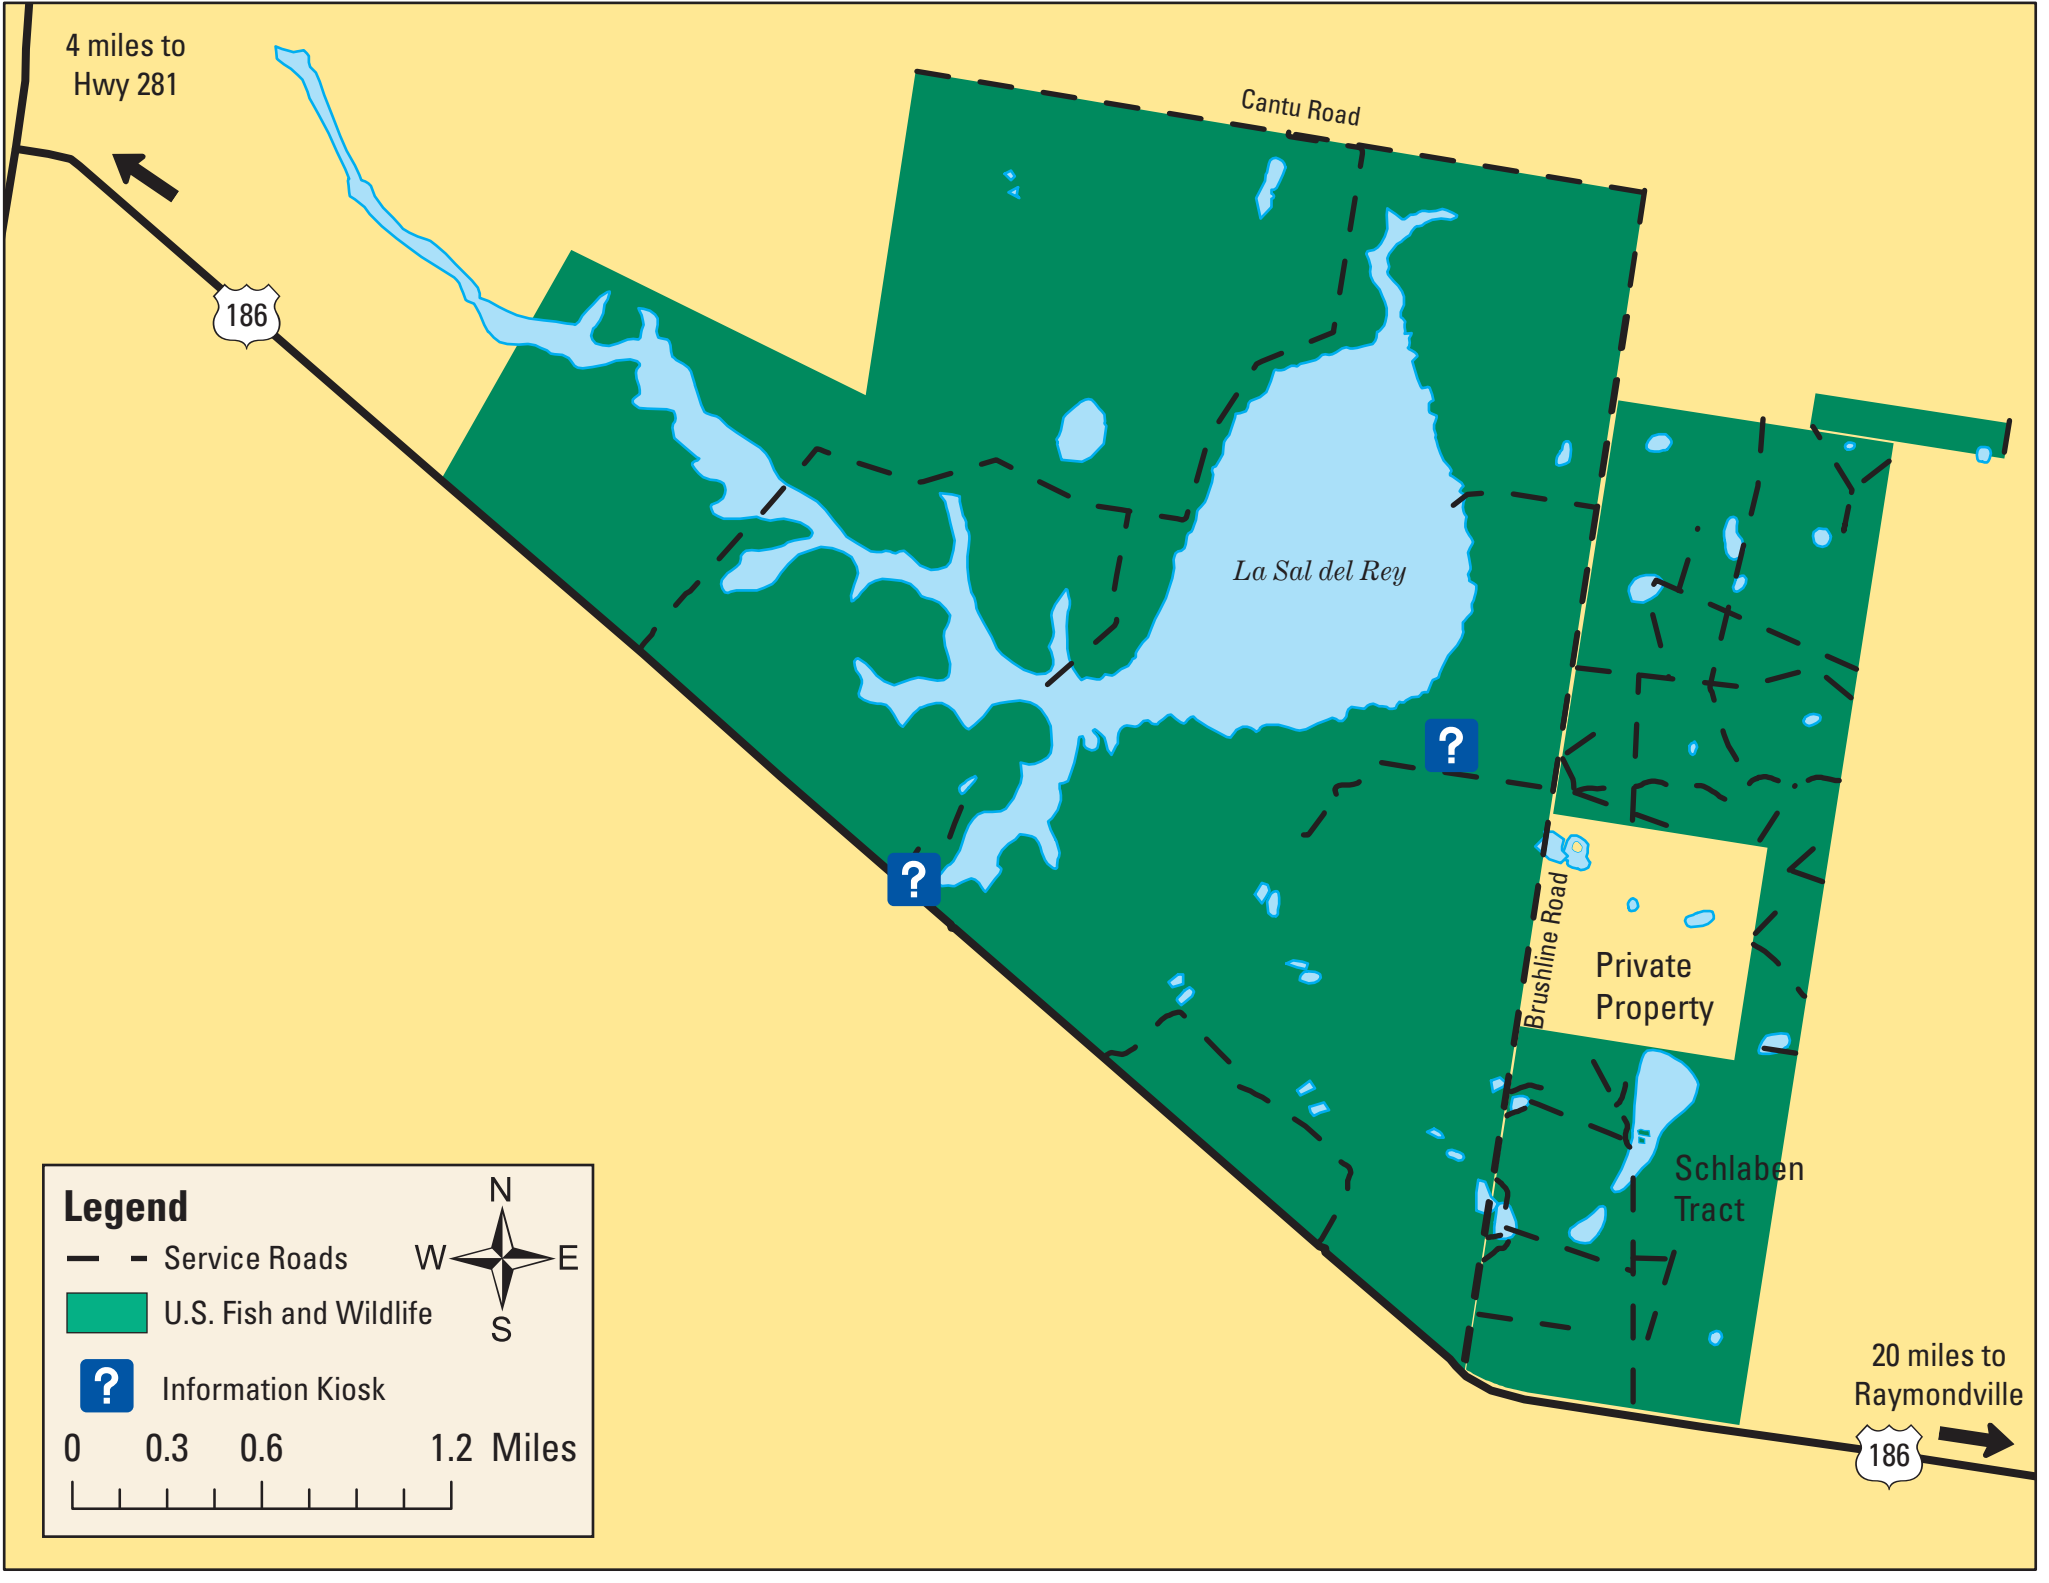 4 miles to
Hwy 281
Cantu Road
186
La Sal del Rey
?
?
Brushline Road
Private
Property
Schlaben
Tract
Legend
Service Roads
U.S. Fish and Wildlife
? Information Kiosk
N
W E
S
0 0.3 0.6 1.2 Miles
20 miles to
Raymondville
186